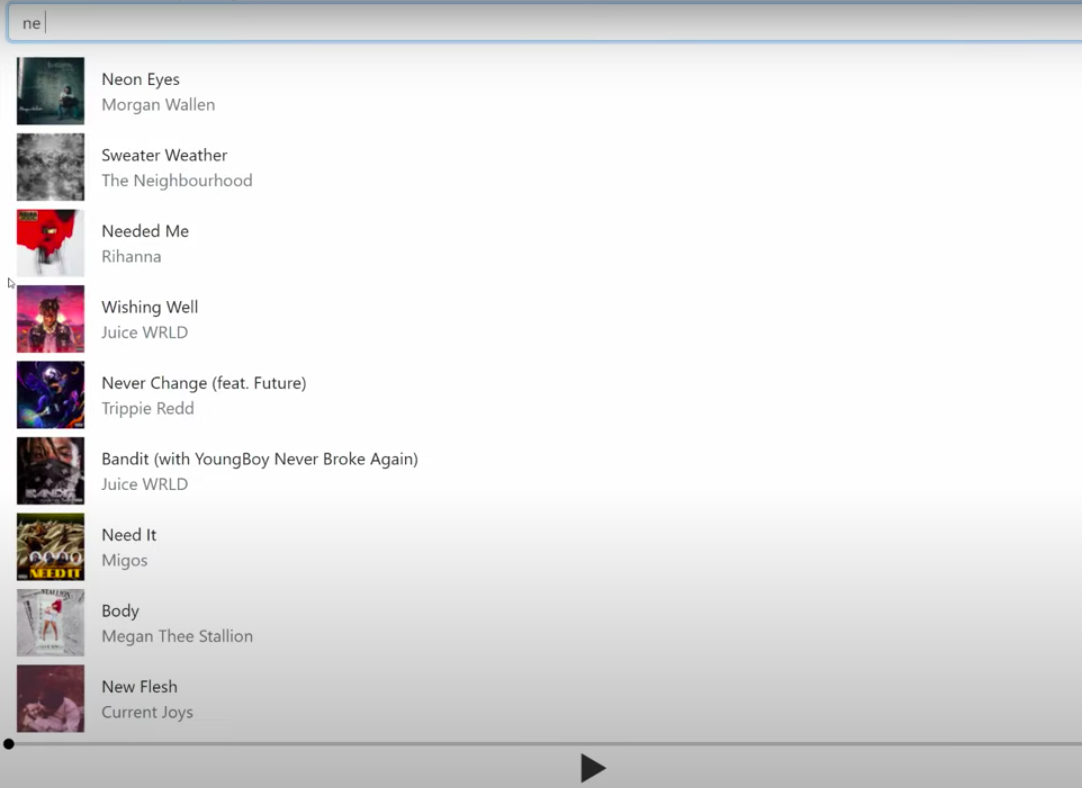 ne
Neon Eyes
Morgan Wallen
Sweater Weather
The Neighbourhood
Needed Me
Rihanna
Wishing Well
Juice WRLD
Never Change (feat. Future)
Trippie Redd
Bandit (with YoungBoy Never Broke Again)
Juice WRLD
NEED IT
Need It
Migos
Body
Megan Thee Stallion
New Flesh
Current Joys